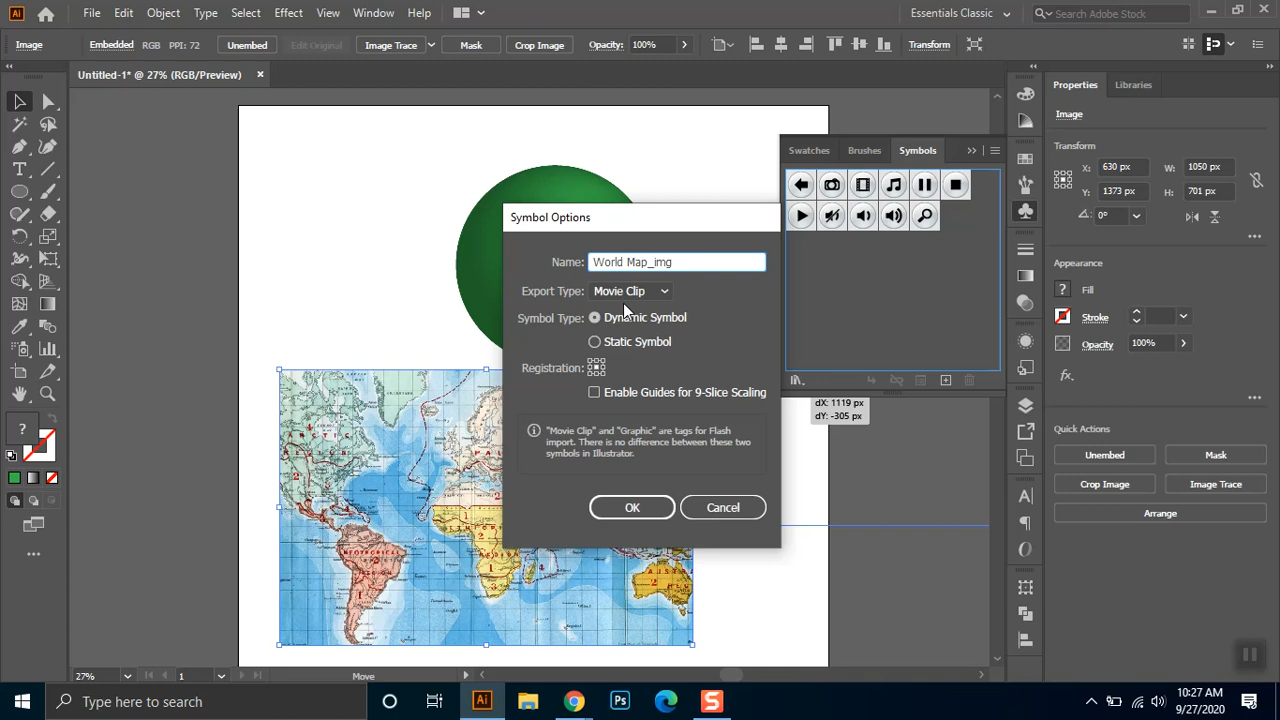 Ai File Edit Object Type Select Effect View Window Help Essentials Classic Search Adobe Stock
Image Embedded RGB PPI: 72 Unembed Edit Original Image Trace Mask Crop Image Opacity: 100% Transform
Untitled-1* @ 27% (RGB/Preview)
Properties Libraries
Image
Swatches Brushes Symbols
Transform
X: 630 px W: 1050 px
Y: 1373 px H: 701 px
0°
Symbol Options
Name: World Map_img
Export Type: Movie Clip
Symbol Type: Dynamic Symbol
Static Symbol
Registration:
Enable Guides for 9-Slice Scaling
"Movie Clip" and "Graphic" are tags for Flash
import. There is no difference between these two
symbols in Illustrator.
OK Cancel
dX: 1119 px
dY: -305 px
Appearance
? Fill
Stroke
Opacity 100%
fx.
Quick Actions
Unembed Mask
Crop Image Image Trace
Arrange
?
27% 1 Move
Type here to search Ai Ps S 9:27 AM
9/27/2020